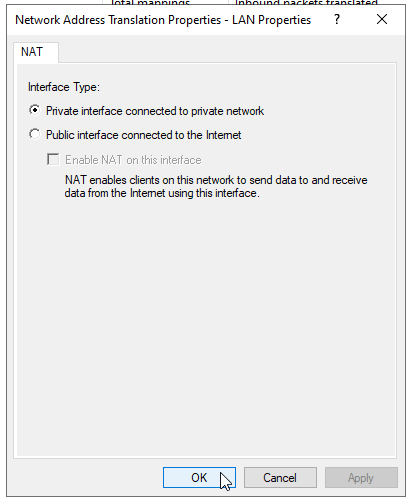 Total mappings Inbound packets translated
Network Address Translation Properties - LAN Properties ? ×
NAT
Interface Type:
Private interface connected to private network
Public interface connected to the Internet
Enable NAT on this interface
NAT enables clients on this network to send data to and receive
data from the Internet using this interface.
OK Cancel Apply